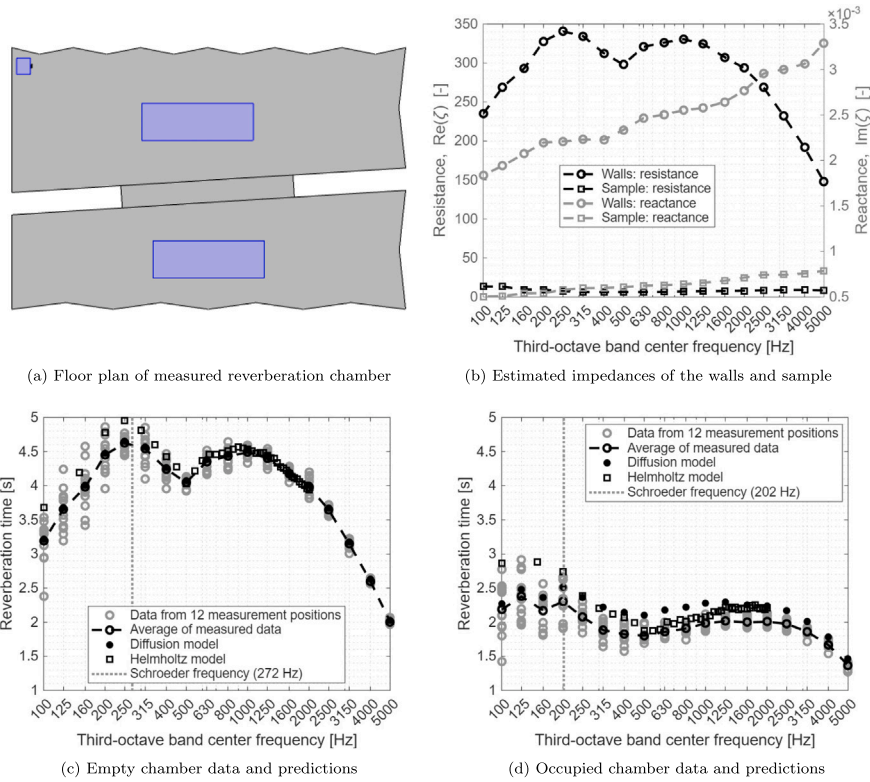 ×10⁻³
350
300
250
200
150
100
50
0
3.5
3
2.5
2
1.5
1
0.5
Resistance, Re(ζ) [-]
Reactance, Im(ζ) [-]
Walls: resistance
Sample: resistance
Walls: reactance
Sample: reactance
100 125 160 200 250 315 400 500 630 800 1000 1250 1600 2000 2500 3150 4000 5000
Third-octave band center frequency [Hz]
(a) Floor plan of measured reverberation chamber
(b) Estimated impedances of the walls and sample
5
4.5
4
3.5
3
2.5
2
1.5
1
Reverberation time [s]
Data from 12 measurement positions
Average of measured data
Diffusion model
Helmholtz model
Schroeder frequency (272 Hz)
100 125 160 200 250 315 400 500 630 800 1000 1250 1600 2000 2500 3150 4000 5000
Third-octave band center frequency [Hz]
(c) Empty chamber data and predictions
5
4.5
4
3.5
3
2.5
2
1.5
1
Reverberation time [s]
Data from 12 measurement positions
Average of measured data
Diffusion model
Helmholtz model
Schroeder frequency (202 Hz)
100 125 160 200 250 315 400 500 630 800 1000 1250 1600 2000 2500 3150 4000 5000
Third-octave band center frequency [Hz]
(d) Occupied chamber data and predictions